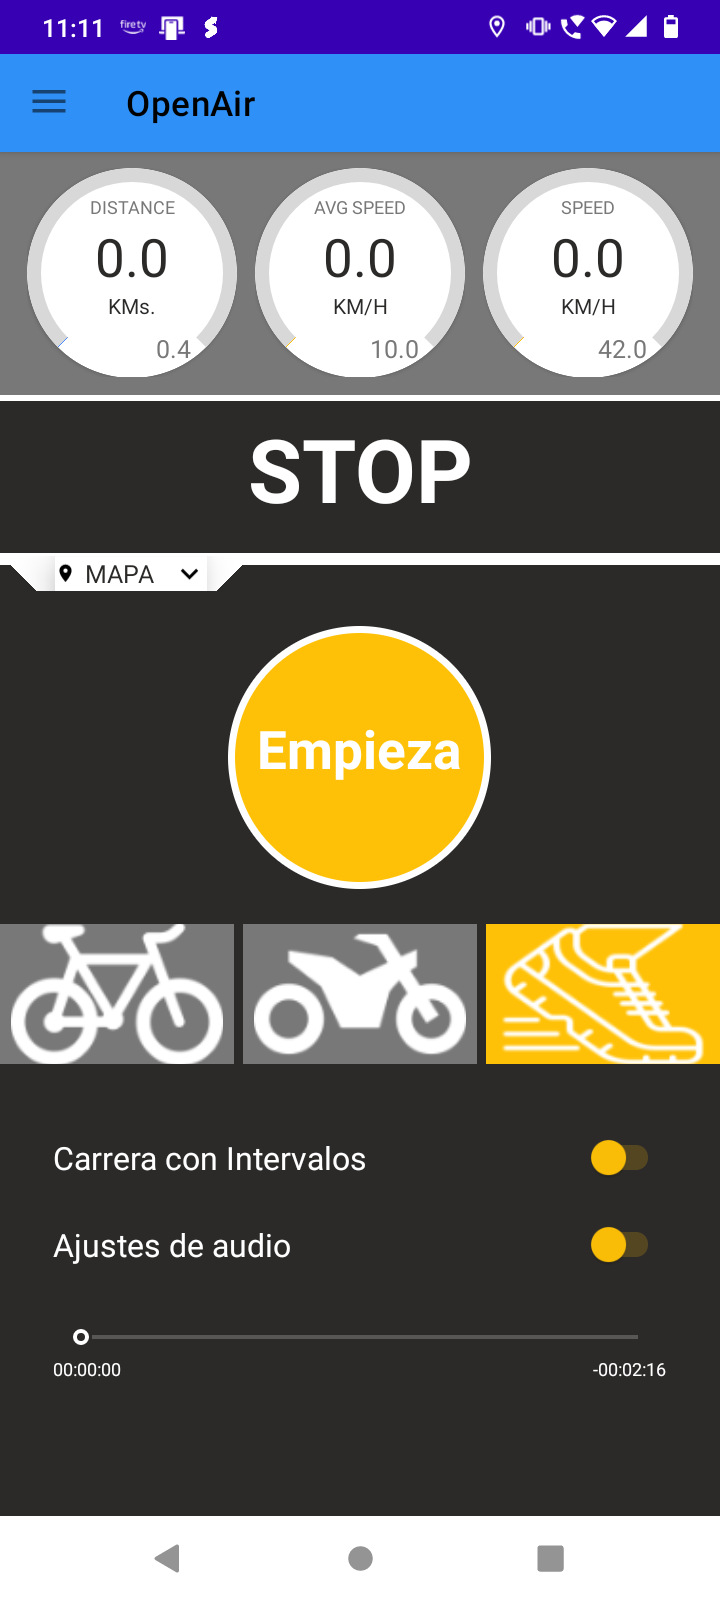 11:11 firetv
OpenAir
DISTANCE AVG SPEED SPEED
0.0 0.0 0.0
KMs. KM/H KM/H
0.4 10.0 42.0
STOP
MAPA
Empieza
Carrera con Intervalos
Ajustes de audio
00:00:00 -00:02:16